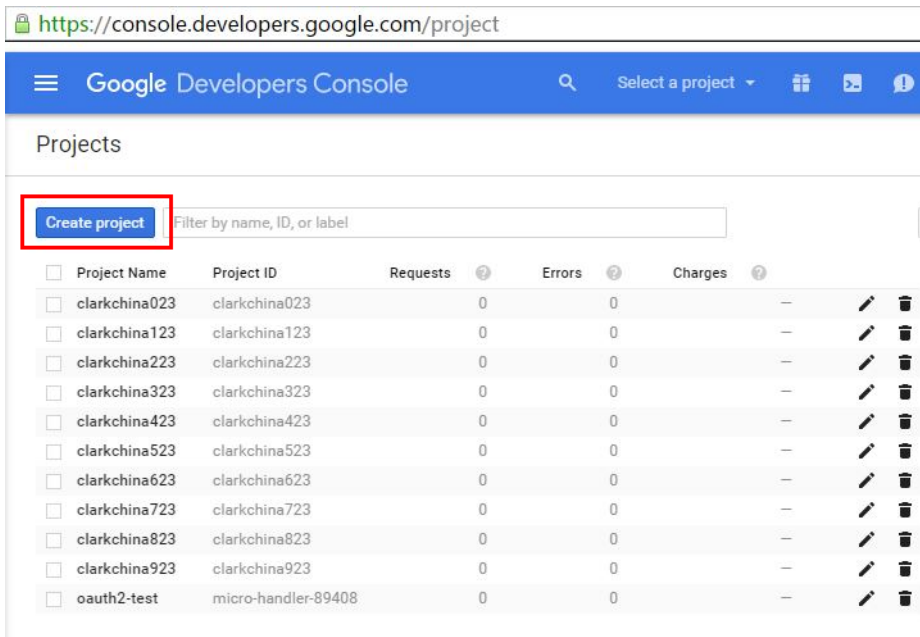 https://console.developers.google.com/project
Google Developers Console Select a project
Projects
Create project Filter by name, ID, or label
Project Name Project ID Requests ? Errors ? Charges ?
clarkchina023 clarkchina023 0 0 —
clarkchina123 clarkchina123 0 0 —
clarkchina223 clarkchina223 0 0 —
clarkchina323 clarkchina323 0 0 —
clarkchina423 clarkchina423 0 0 —
clarkchina523 clarkchina523 0 0 —
clarkchina623 clarkchina623 0 0 —
clarkchina723 clarkchina723 0 0 —
clarkchina823 clarkchina823 0 0 —
clarkchina923 clarkchina923 0 0 —
oauth2-test micro-handler-89408 0 0 —